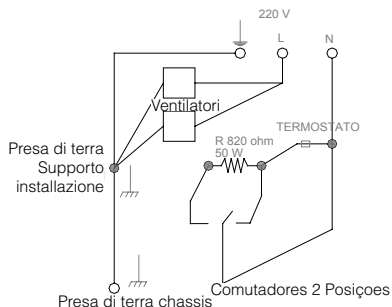 220 V
L
N
Ventilatori
Presa di terra
Supporto
installazione
R 820 ohm
50 W
TERMOSTATO
Comutadores 2 Posiçoes
Presa di terra chassis